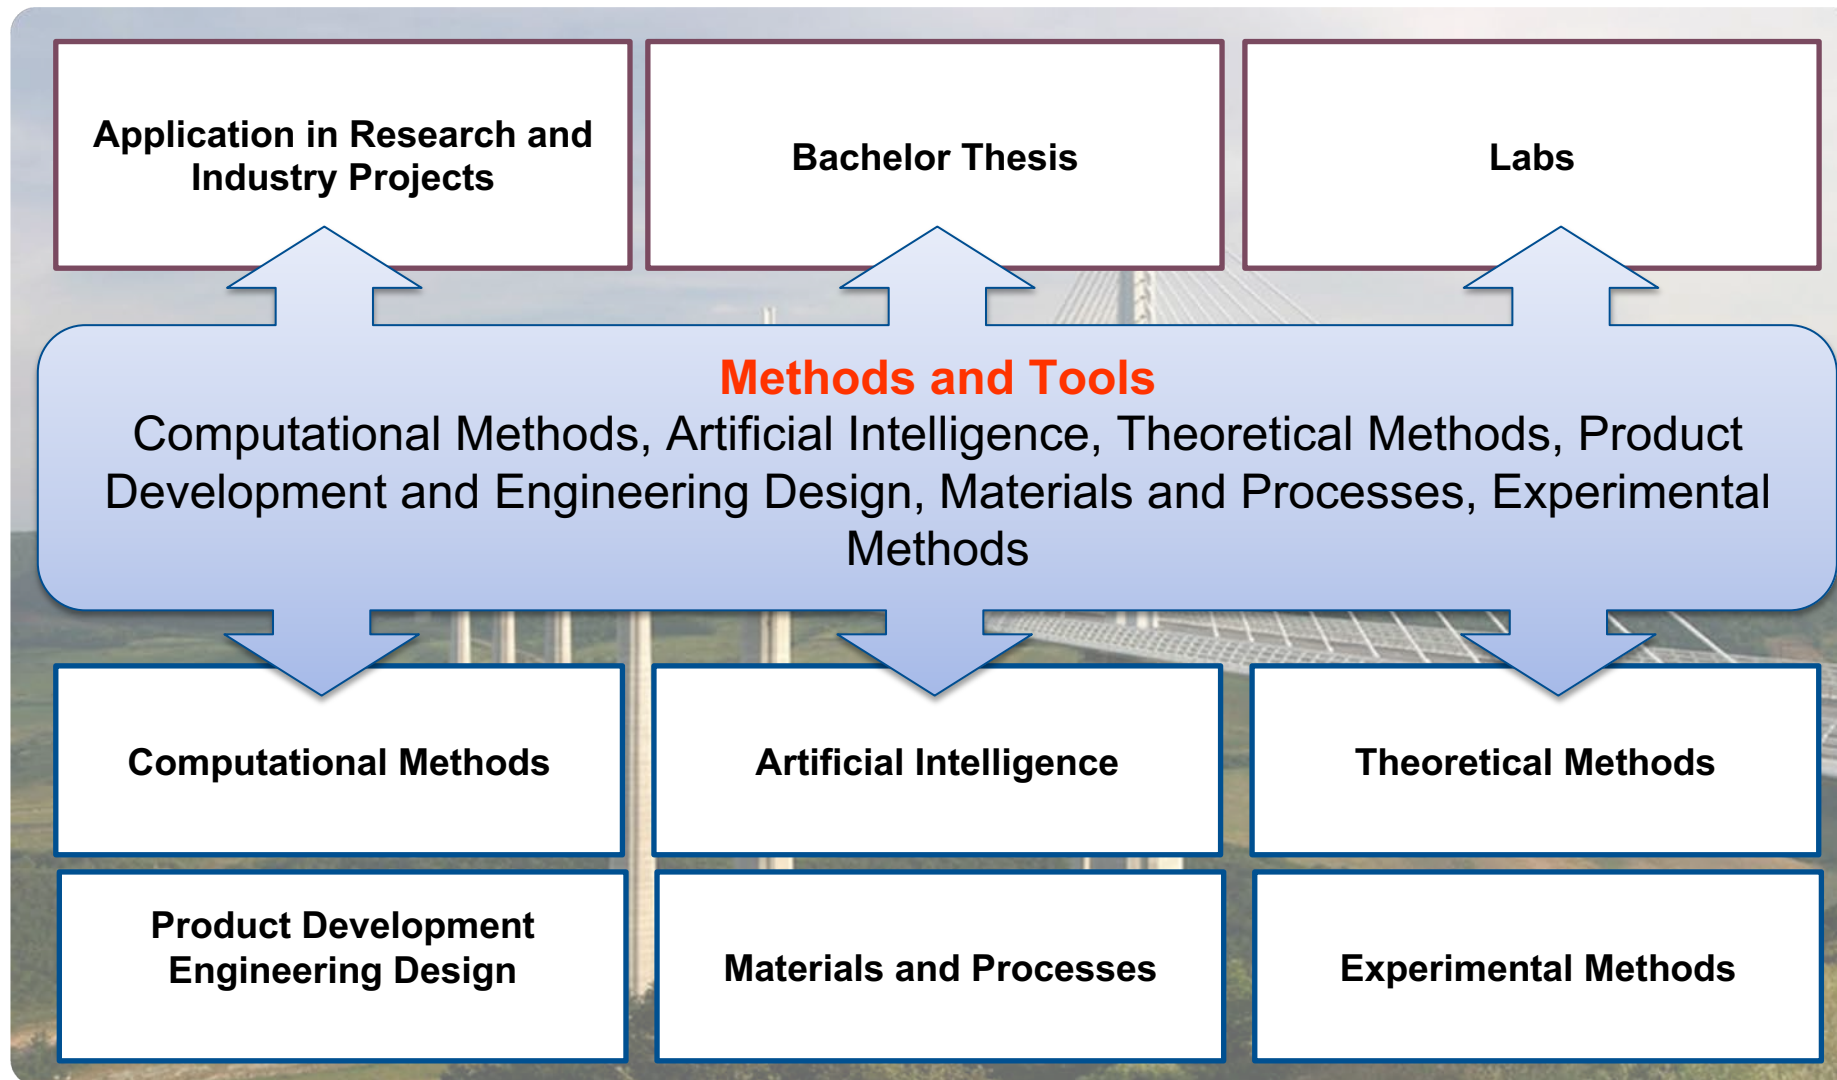 Application in Research and
Industry Projects
Bachelor Thesis
Labs
Methods and Tools
Computational Methods, Artificial Intelligence, Theoretical Methods, Product
Development and Engineering Design, Materials and Processes, Experimental
Methods
Computational Methods
Artificial Intelligence
Theoretical Methods
Product Development
Engineering Design
Materials and Processes
Experimental Methods